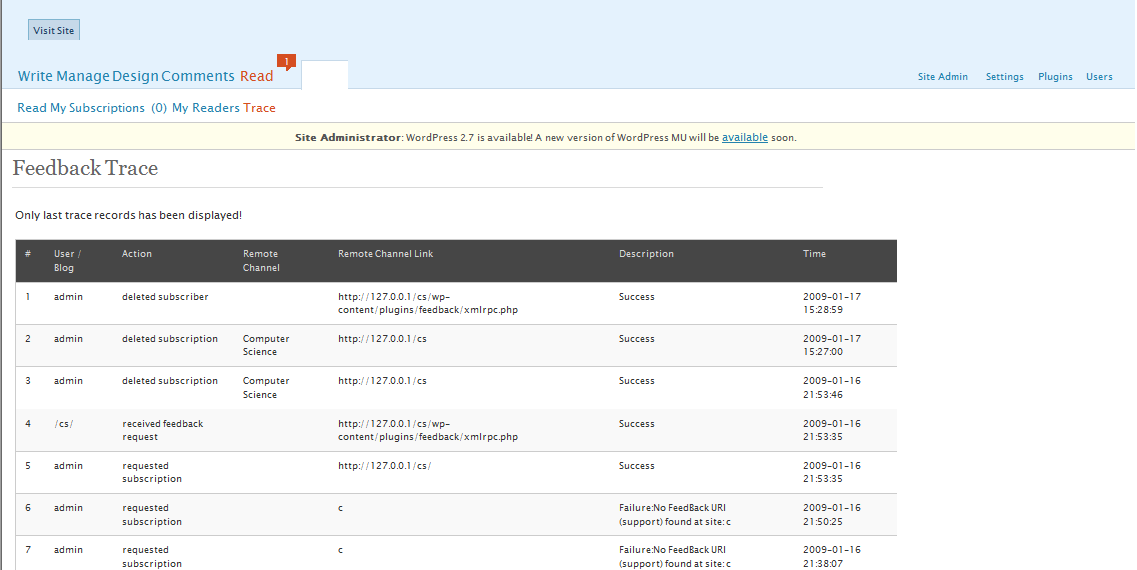 Visit Site
1
Write Manage Design Comments Read
Site Admin Settings Plugins Users
Read My Subscriptions (0) My Readers Trace
Site Administrator: WordPress 2.7 is available! A new version of WordPress MU will be available soon.
Feedback Trace
Only last trace records has been displayed!
# User / Action Remote Remote Channel Link Description Time
Blog Channel
1 admin deleted subscriber http://127.0.0.1/cs/wp- Success 2009-01-17
content/plugins/feedback/xmlrpc.php 15:28:59
2 admin deleted subscription Computer http://127.0.0.1/cs Success 2009-01-17
Science 15:27:00
3 admin deleted subscription Computer http://127.0.0.1/cs Success 2009-01-16
Science 21:53:46
4 /cs/ received feedback http://127.0.0.1/cs/wp- Success 2009-01-16
request content/plugins/feedback/xmlrpc.php 21:53:35
5 admin requested http://127.0.0.1/cs/ Success 2009-01-16
subscription 21:53:35
6 admin requested c Failure:No FeedBack URI 2009-01-16
subscription (support) found at site:c 21:50:25
7 admin requested c Failure:No FeedBack URI 2009-01-16
subscription (support) found at site:c 21:38:07